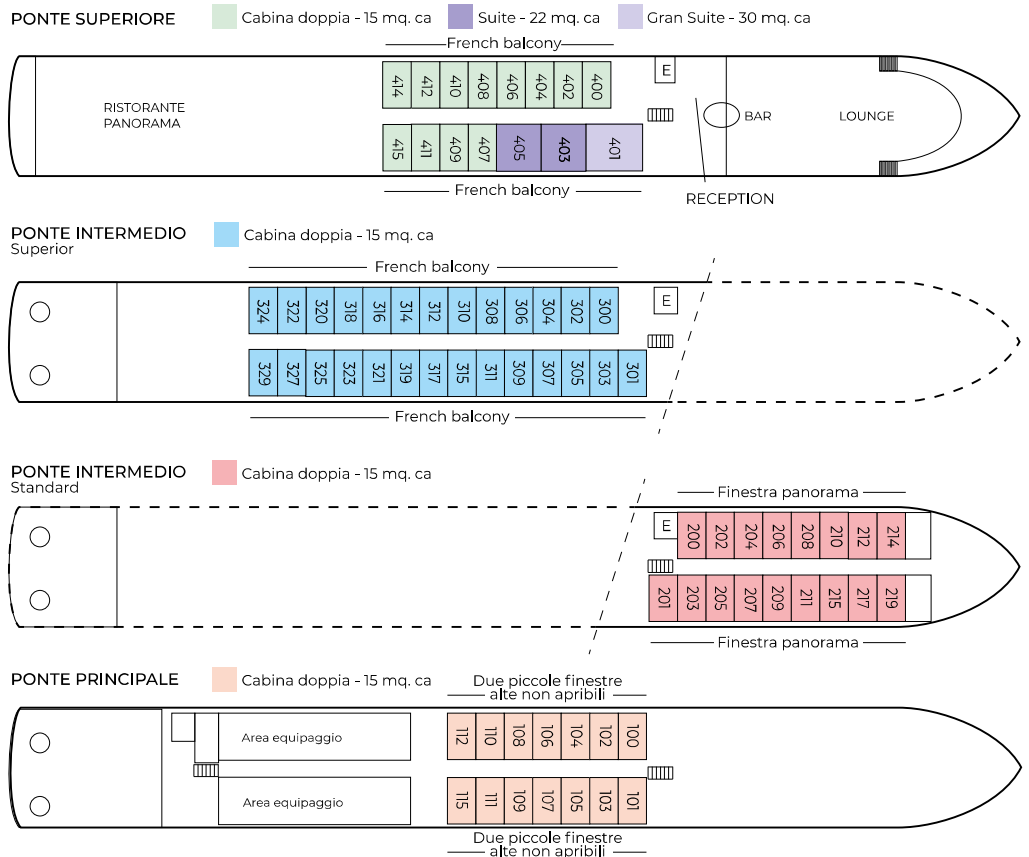 PONTE SUPERIORE
Cabina doppia - 15 mq. ca
Suite - 22 mq. ca
Gran Suite - 30 mq. ca
French balcony
RISTORANTE
PANORAMA
414 412 410 408 406 404 402 400
E
BAR
LOUNGE
415 411 409 407 405 403 401
French balcony
RECEPTION
PONTE INTERMEDIO
Superior
Cabina doppia - 15 mq. ca
French balcony
324 322 320 318 316 314 312 310 308 306 304 302 300
E
329 327 325 323 321 319 317 315 311 309 307 305 303 301
French balcony
PONTE INTERMEDIO
Standard
Cabina doppia - 15 mq. ca
Finestra panorama
E
200 202 204 206 208 210 212 214
201 203 205 207 209 211 215 217 219
Finestra panorama
PONTE PRINCIPALE
Cabina doppia - 15 mq. ca
Due piccole finestre
alte non apribili
Area equipaggio
112 110 108 106 104 102 100
Area equipaggio
115 111 109 107 105 103 101
Due piccole finestre
alte non apribili